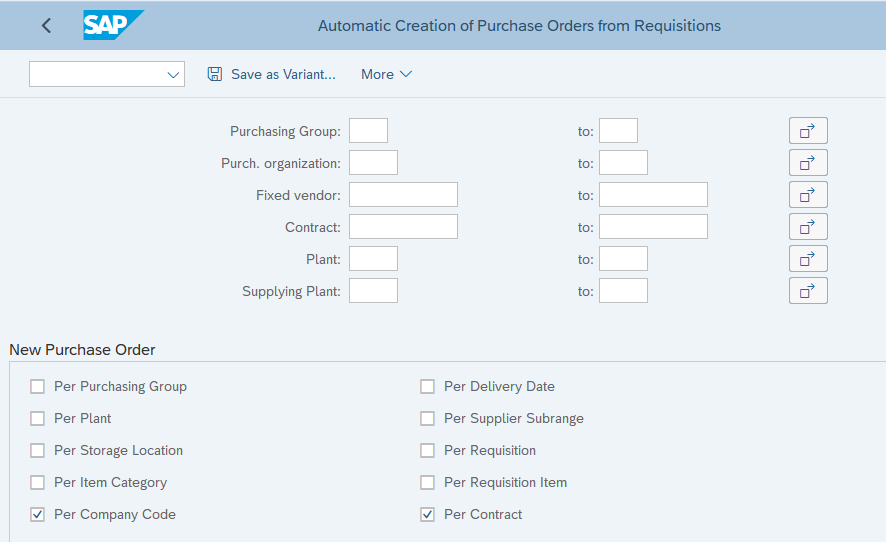 SAP Automatic Creation of Purchase Orders from Requisitions
Save as Variant... More
Purchasing Group: to:
Purch. organization: to:
Fixed vendor: to:
Contract: to:
Plant: to:
Supplying Plant: to:
New Purchase Order
Per Purchasing Group Per Delivery Date
Per Plant Per Supplier Subrange
Per Storage Location Per Requisition
Per Item Category Per Requisition Item
Per Company Code Per Contract